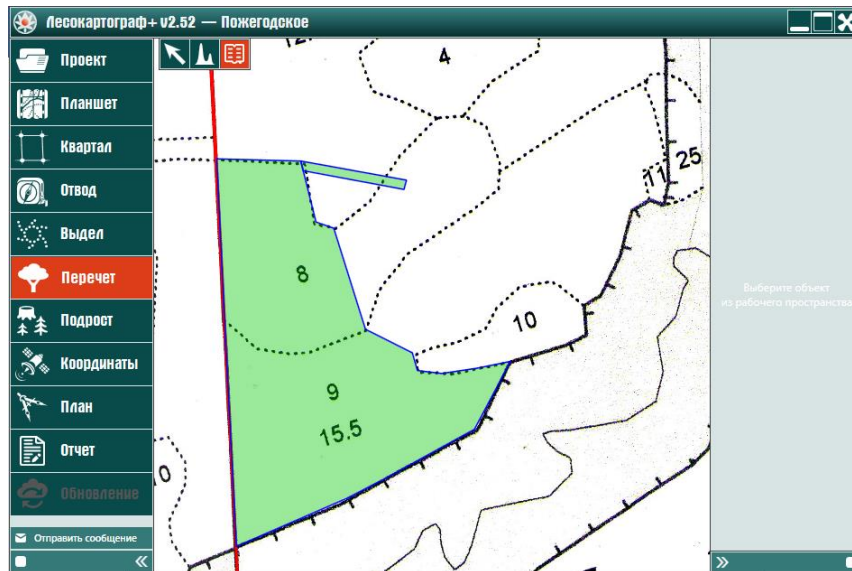 Лесокартограф+ v2.52 — Пожегодское
Проект
Планшет
Квартал
Отвод
Выдел
Перечет
Подрост
Координаты
План
Отчет
Обновление
Отправить сообщение
4
11
25
8
10
9
15.5
Выберите объект
из рабочего пространства